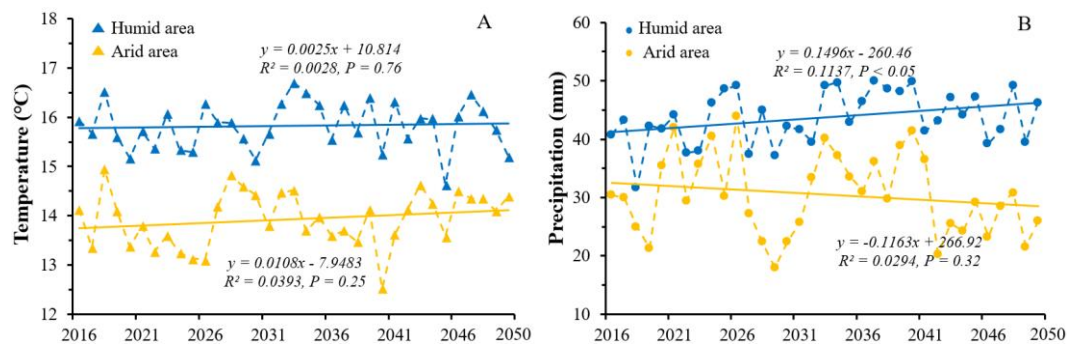 A
Humid area
Arid area
y = 0.0025x + 10.814
R² = 0.0028, P = 0.76
y = 0.0108x - 7.9483
R² = 0.0393, P = 0.25
Temperature (℃)
18
17
16
15
14
13
12
2016 2021 2026 2031 2036 2041 2046 2050
B
Humid area
Arid area
y = 0.1496x - 260.46
R² = 0.1137, P < 0.05
y = -0.1163x + 266.92
R² = 0.0294, P = 0.32
Precipitation (mm)
60
50
40
30
20
10
0
2016 2021 2026 2031 2036 2041 2046 2050